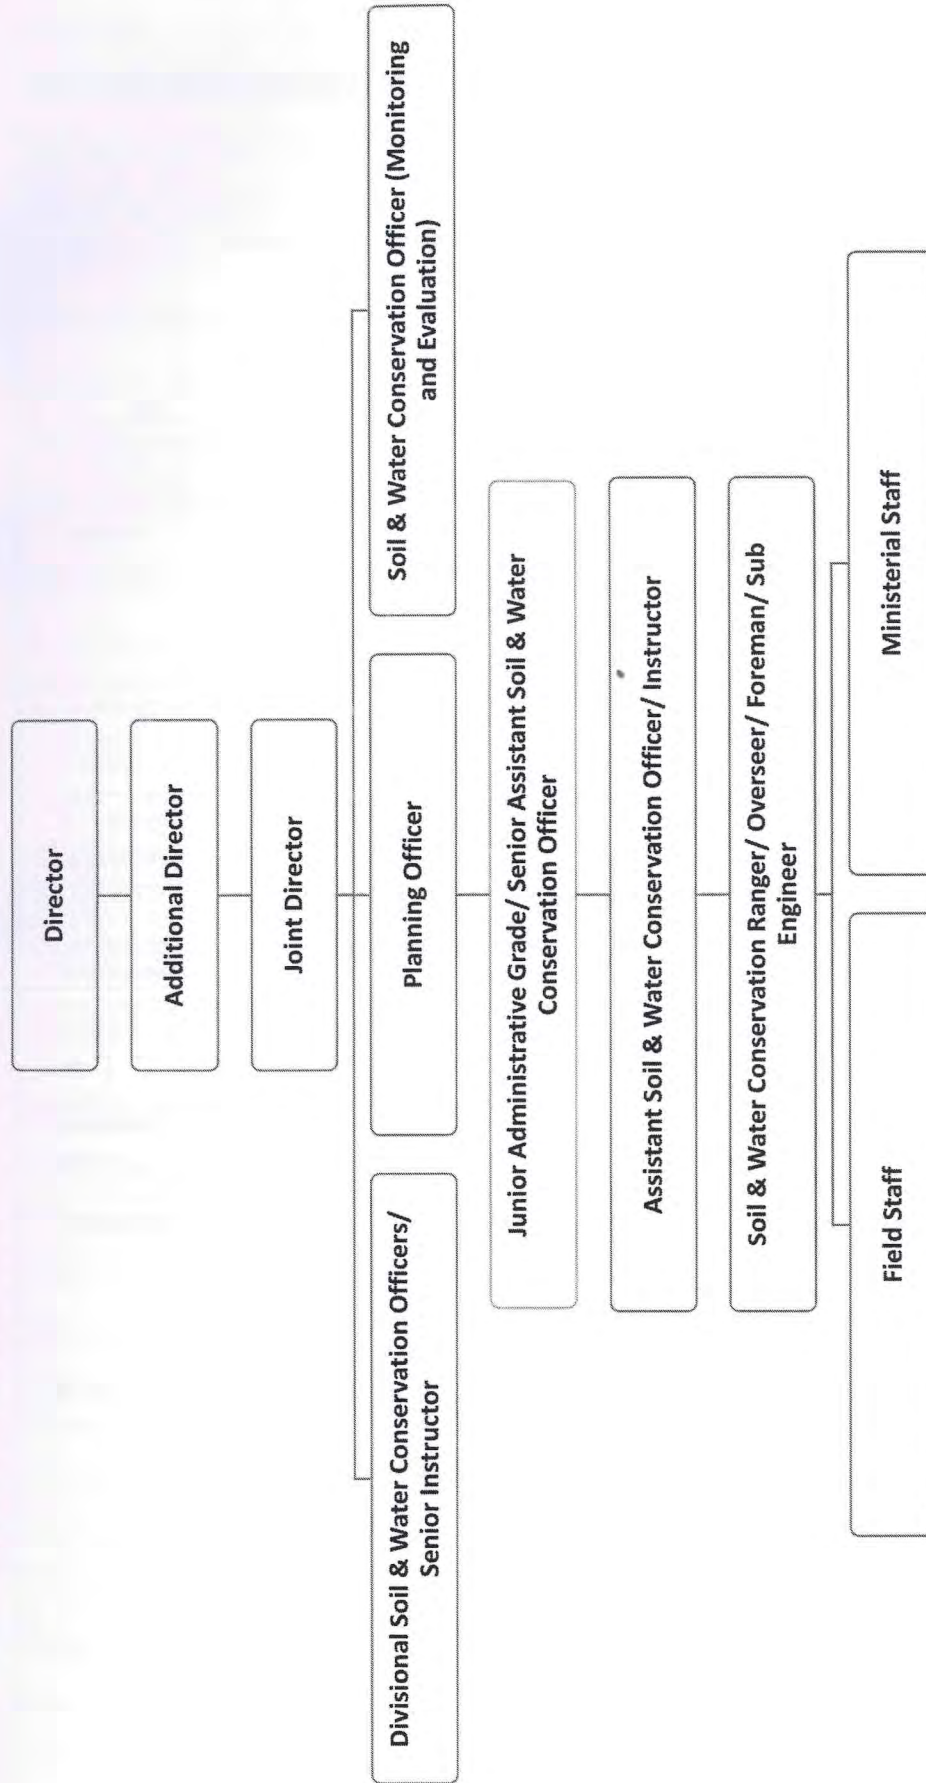 Director
Additional Director
Joint Director
Divisional Soil & Water Conservation Officers/
Senior Instructor
Planning Officer
Soil & Water Conservation Officer (Monitoring
and Evaluation)
Junior Administrative Grade/ Senior Assistant Soil & Water
Conservation Officer
Assistant Soil & Water Conservation Officer/ Instructor
Soil & Water Conservation Ranger/ Overseer/ Foreman/ Sub
Engineer
Field Staff
Ministerial Staff